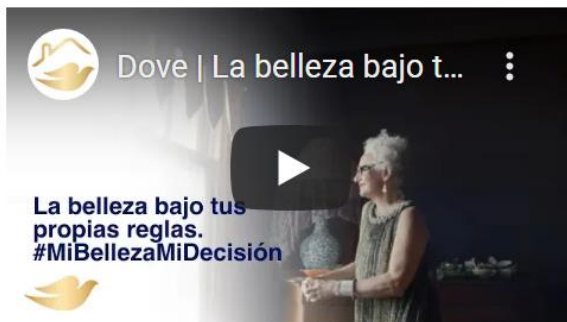 Dove | La belleza bajo t...
La belleza bajo tus
propias reglas.
#MiBellezaMiDecisión